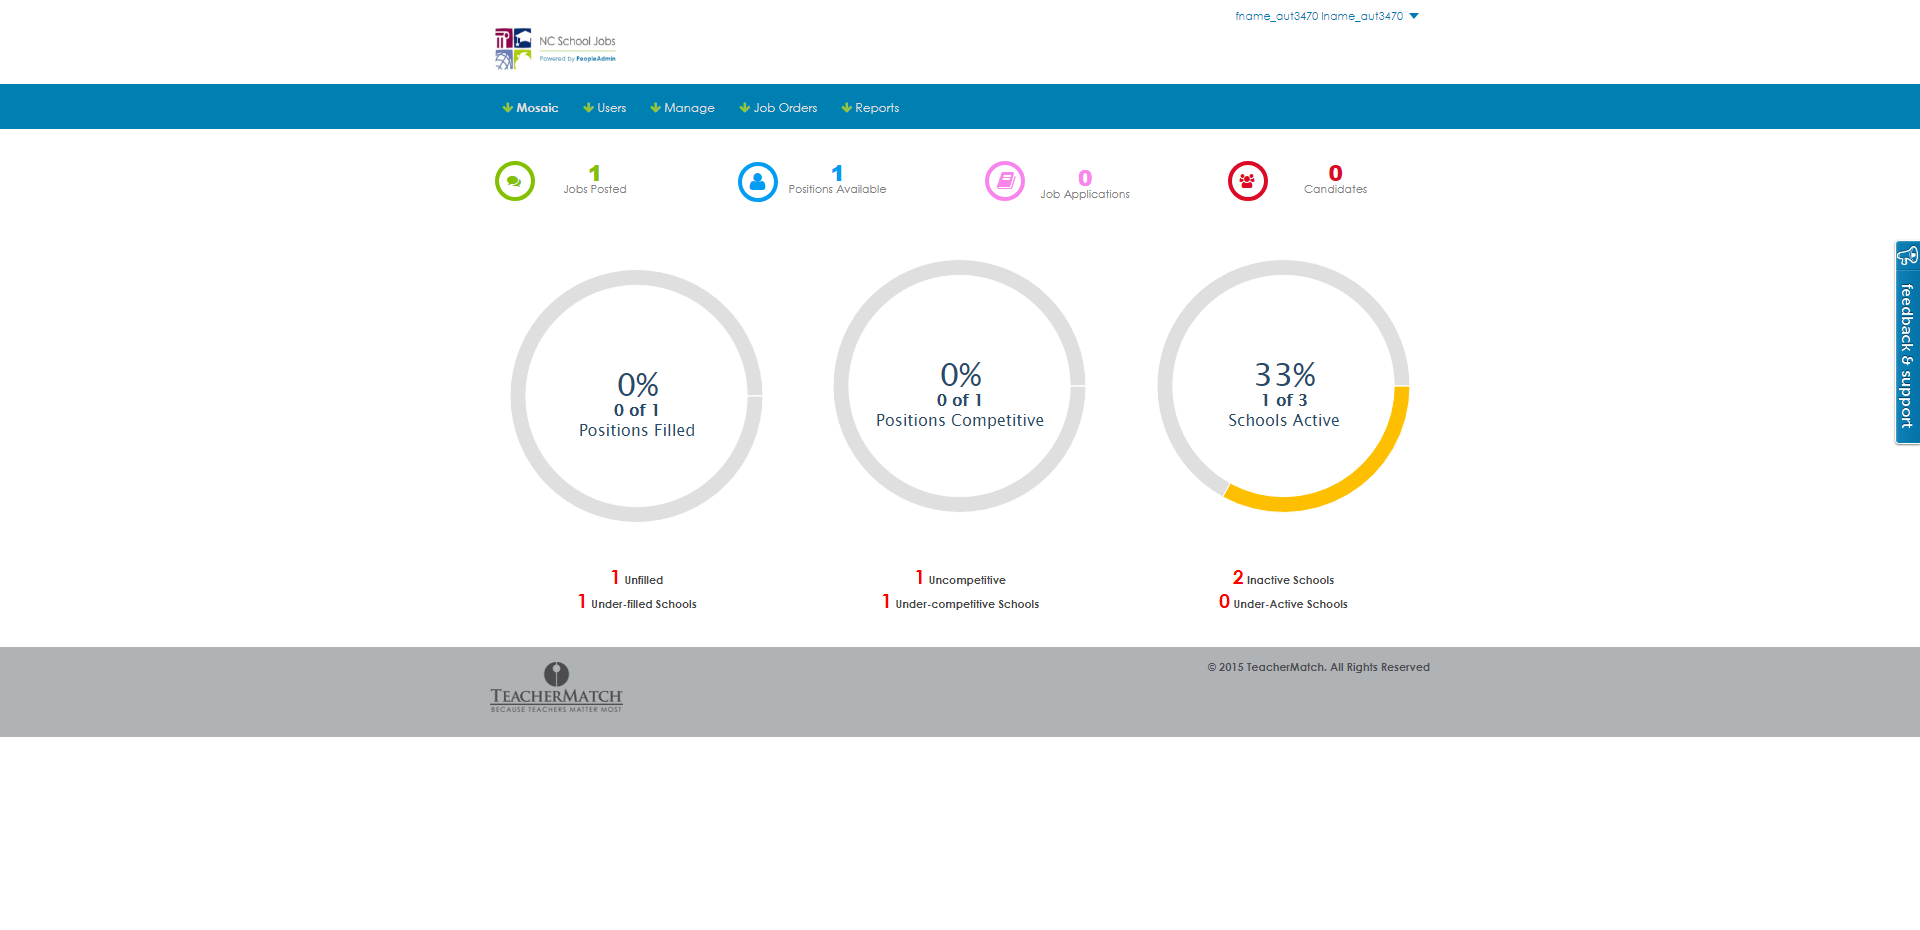 fname_aut3470 lname_aut3470
NC School Jobs
Powered by PeopleAdmin
Mosaic Users Manage Job Orders Reports
1
Jobs Posted
1
Positions Available
0
Job Applications
0
Candidates
feedback & support
0%
0 of 1
Positions Filled
0%
0 of 1
Positions Competitive
33%
1 of 3
Schools Active
1 Unfilled
1 Under-filled Schools
1 Uncompetitive
1 Under-competitive Schools
2 Inactive Schools
0 Under-Active Schools
TEACHERMATCH
BECAUSE TEACHERS MATTER MOST
© 2015 TeacherMatch. All Rights Reserved